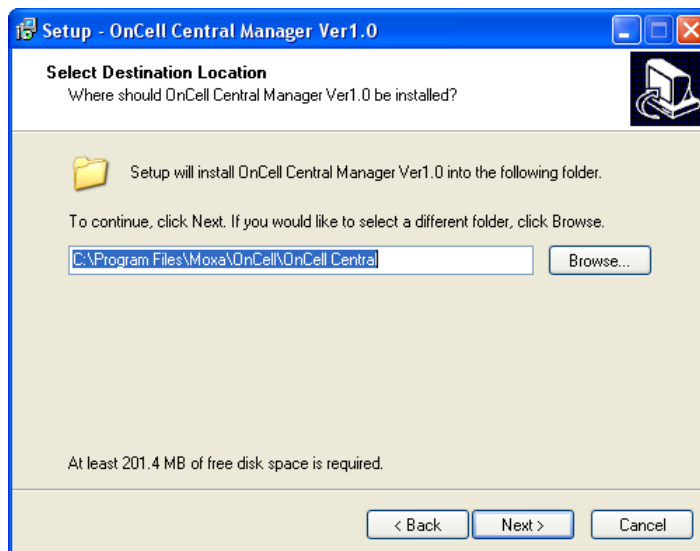 Setup - OnCell Central Manager Ver1.0
Select Destination Location
Where should OnCell Central Manager Ver1.0 be installed?
Setup will install OnCell Central Manager Ver1.0 into the following folder.
To continue, click Next. If you would like to select a different folder, click Browse.
C:\Program Files\Moxa\OnCell\OnCell Central
Browse...
At least 201.4 MB of free disk space is required.
< Back
Next >
Cancel